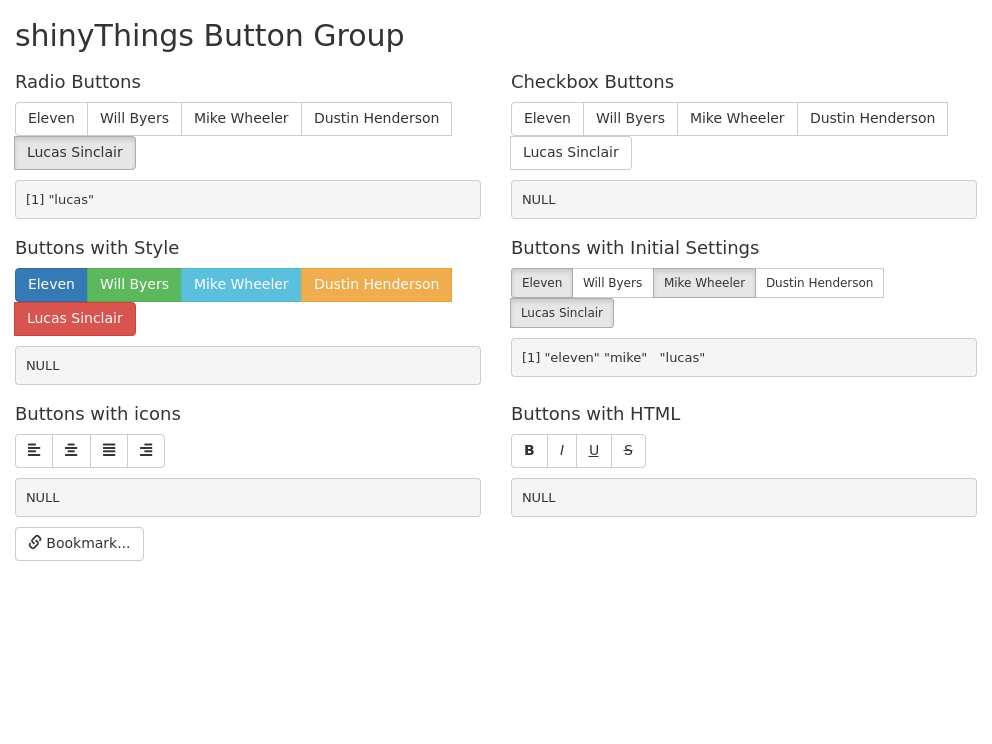 shinyThings Button Group
Radio Buttons
Eleven Will Byers Mike Wheeler Dustin Henderson
Lucas Sinclair
[1] "lucas"
Checkbox Buttons
Eleven Will Byers Mike Wheeler Dustin Henderson
Lucas Sinclair
NULL
Buttons with Style
Eleven Will Byers Mike Wheeler Dustin Henderson
Lucas Sinclair
NULL
Buttons with Initial Settings
Eleven Will Byers Mike Wheeler Dustin Henderson
Lucas Sinclair
[1] "eleven" "mike"   "lucas"
Buttons with icons
NULL
Bookmark...
Buttons with HTML
B I U S
NULL